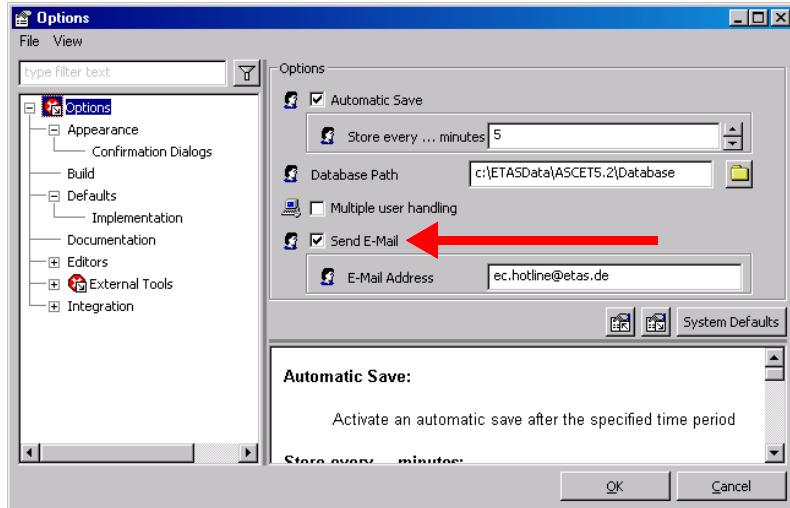 Options
File View
type filter text
Options
Appearance
Confirmation Dialogs
Build
Defaults
Implementation
Documentation
Editors
External Tools
Integration
Options
Automatic Save
Store every ... minutes 5
Database Path c:\ETASData\ASCET5.2\Database
Multiple user handling
Send E-Mail
E-Mail Address ec.hotline@etas.de
System Defaults
Automatic Save:
Activate an automatic save after the specified time period
Store every ... minutes:
OK Cancel